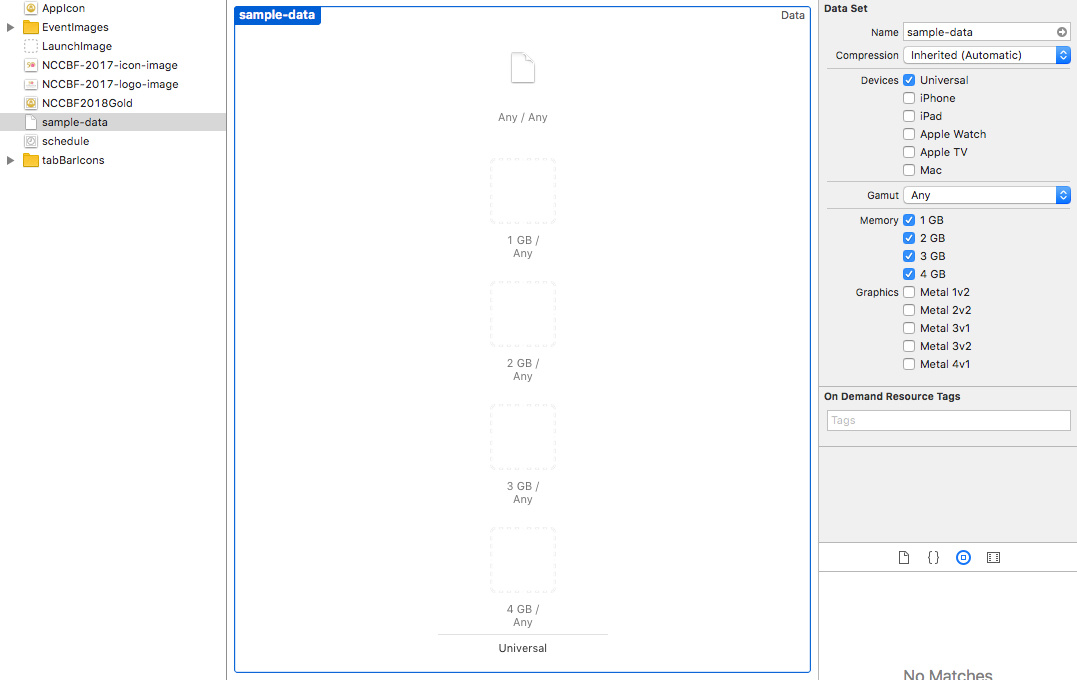 AppIcon
EventImages
LaunchImage
NCCBF-2017-icon-image
NCCBF-2017-logo-image
NCCBF2018Gold
sample-data
schedule
tabBarIcons
sample-data
Data
Any / Any
1 GB /
Any
2 GB /
Any
3 GB /
Any
4 GB /
Any
Universal
Data Set
Name sample-data
Compression Inherited (Automatic)
Devices Universal
iPhone
iPad
Apple Watch
Apple TV
Mac
Gamut Any
Memory 1 GB
2 GB
3 GB
4 GB
Graphics Metal 1v2
Metal 2v2
Metal 3v1
Metal 3v2
Metal 4v1
On Demand Resource Tags
Tags
{ }
No Matches